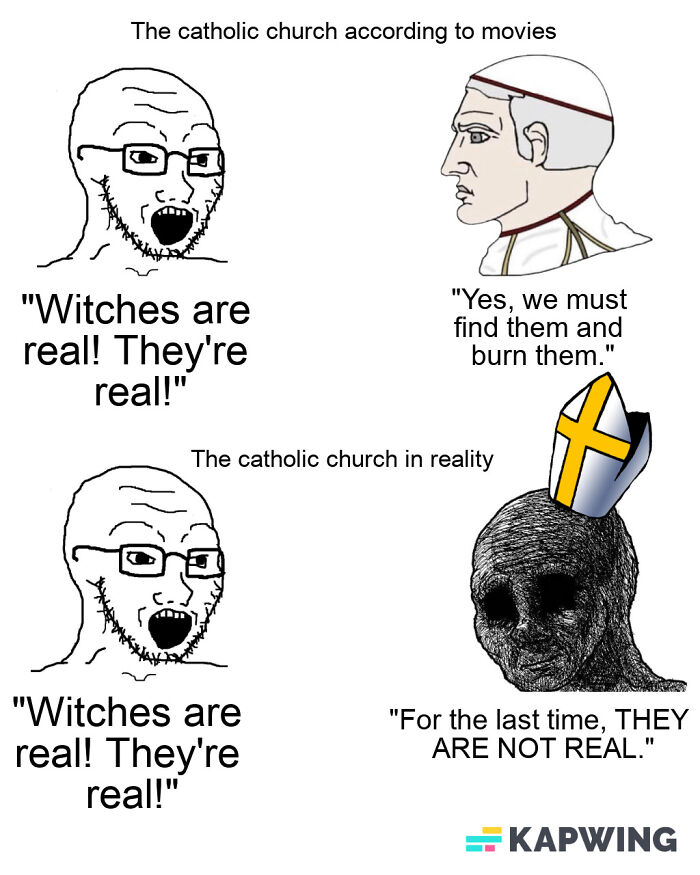 The catholic church according to movies
"Witches are
real! They're
real!"
"Yes, we must
find them and
burn them."
The catholic church in reality
"Witches are
real! They're
real!"
"For the last time, THEY
ARE NOT REAL."
KAPWING